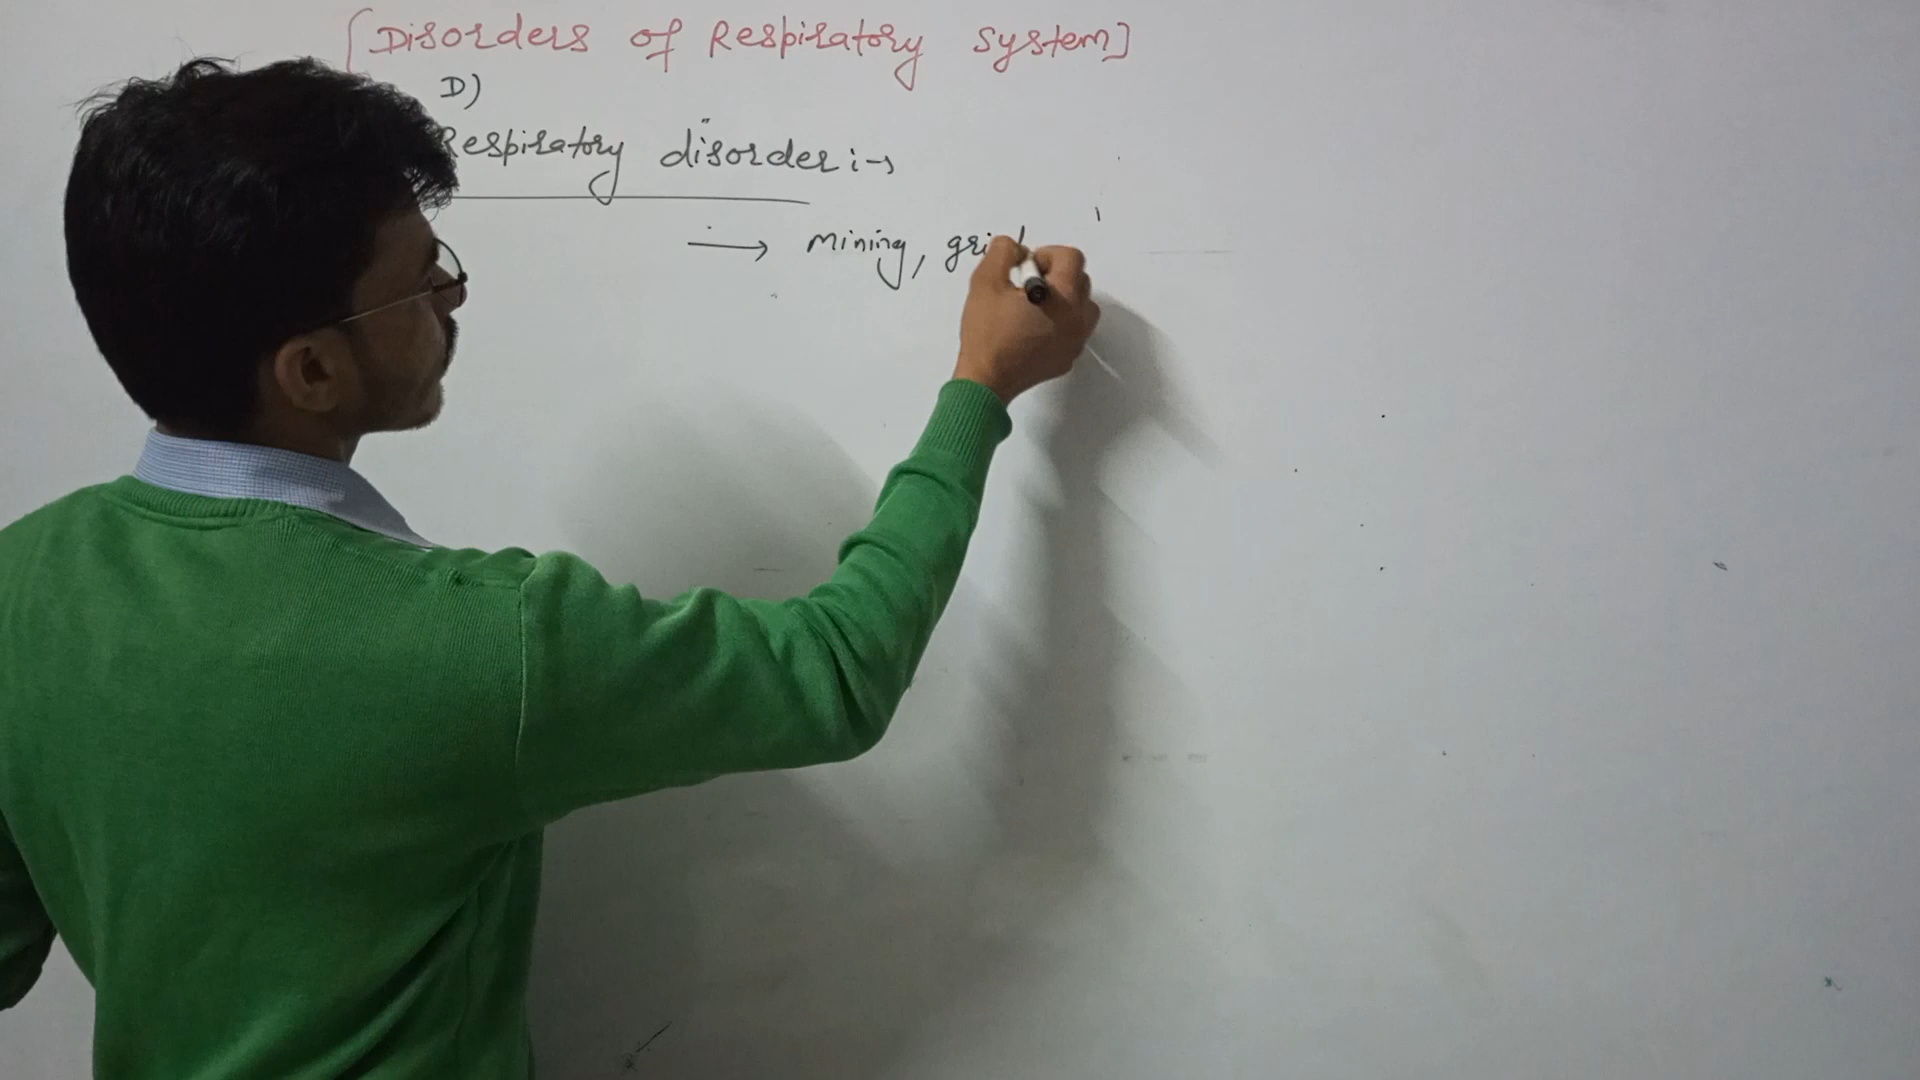 [Disorders of Respiratory system]
D)
Respiratory disorder :→
→ mining,